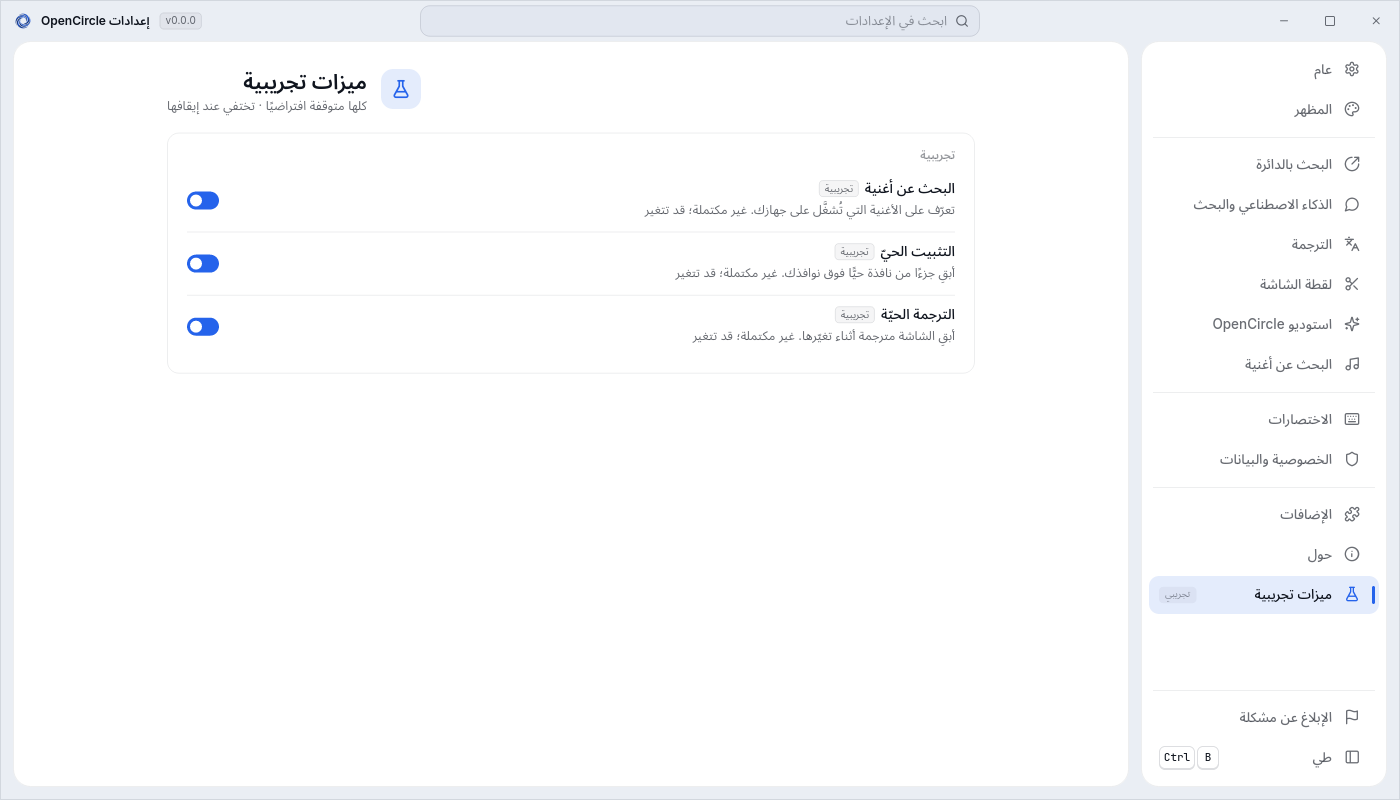 إعدادات OpenCircle
v0.0.0
ابحث في الإعدادات
عام
المظهر
البحث بالدائرة
الذكاء الاصطناعي والبحث
الترجمة
لقطة الشاشة
استوديو OpenCircle
البحث عن أغنية
الاختصارات
الخصوصية والبيانات
الإضافات
حول
ميزات تجريبية تجريبي
الإبلاغ عن مشكلة
طي Ctrl B
ميزات تجريبية
كلها متوقفة افتراضيًا · تختفي عند إيقافها
تجريبية
البحث عن أغنية تجريبية
تعرّف على الأغنية التي تُشغَّل على جهازك. غير مكتملة؛ قد تتغير
التثبيت الحيّ تجريبية
أبقِ جزءًا من نافذة حيًّا فوق نوافذك. غير مكتملة؛ قد تتغير
الترجمة الحيّة تجريبية
أبقِ الشاشة مترجمة أثناء تغيّرها. غير مكتملة؛ قد تتغير